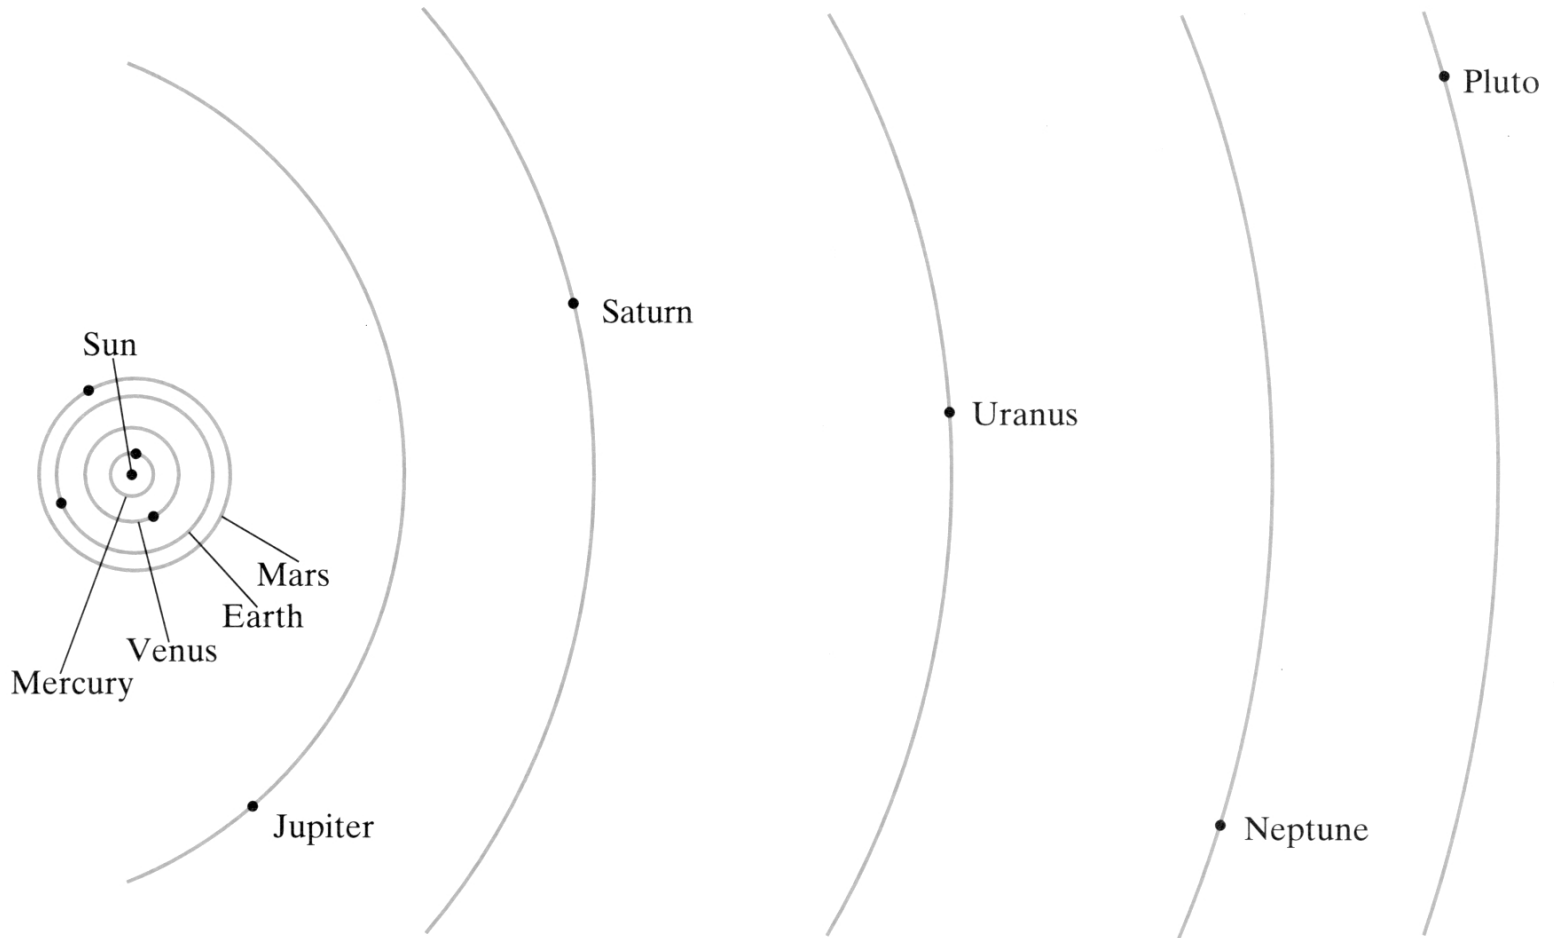 Pluto
Saturn
Sun
Uranus
Mars
Earth
Venus
Mercury
Jupiter
Neptune